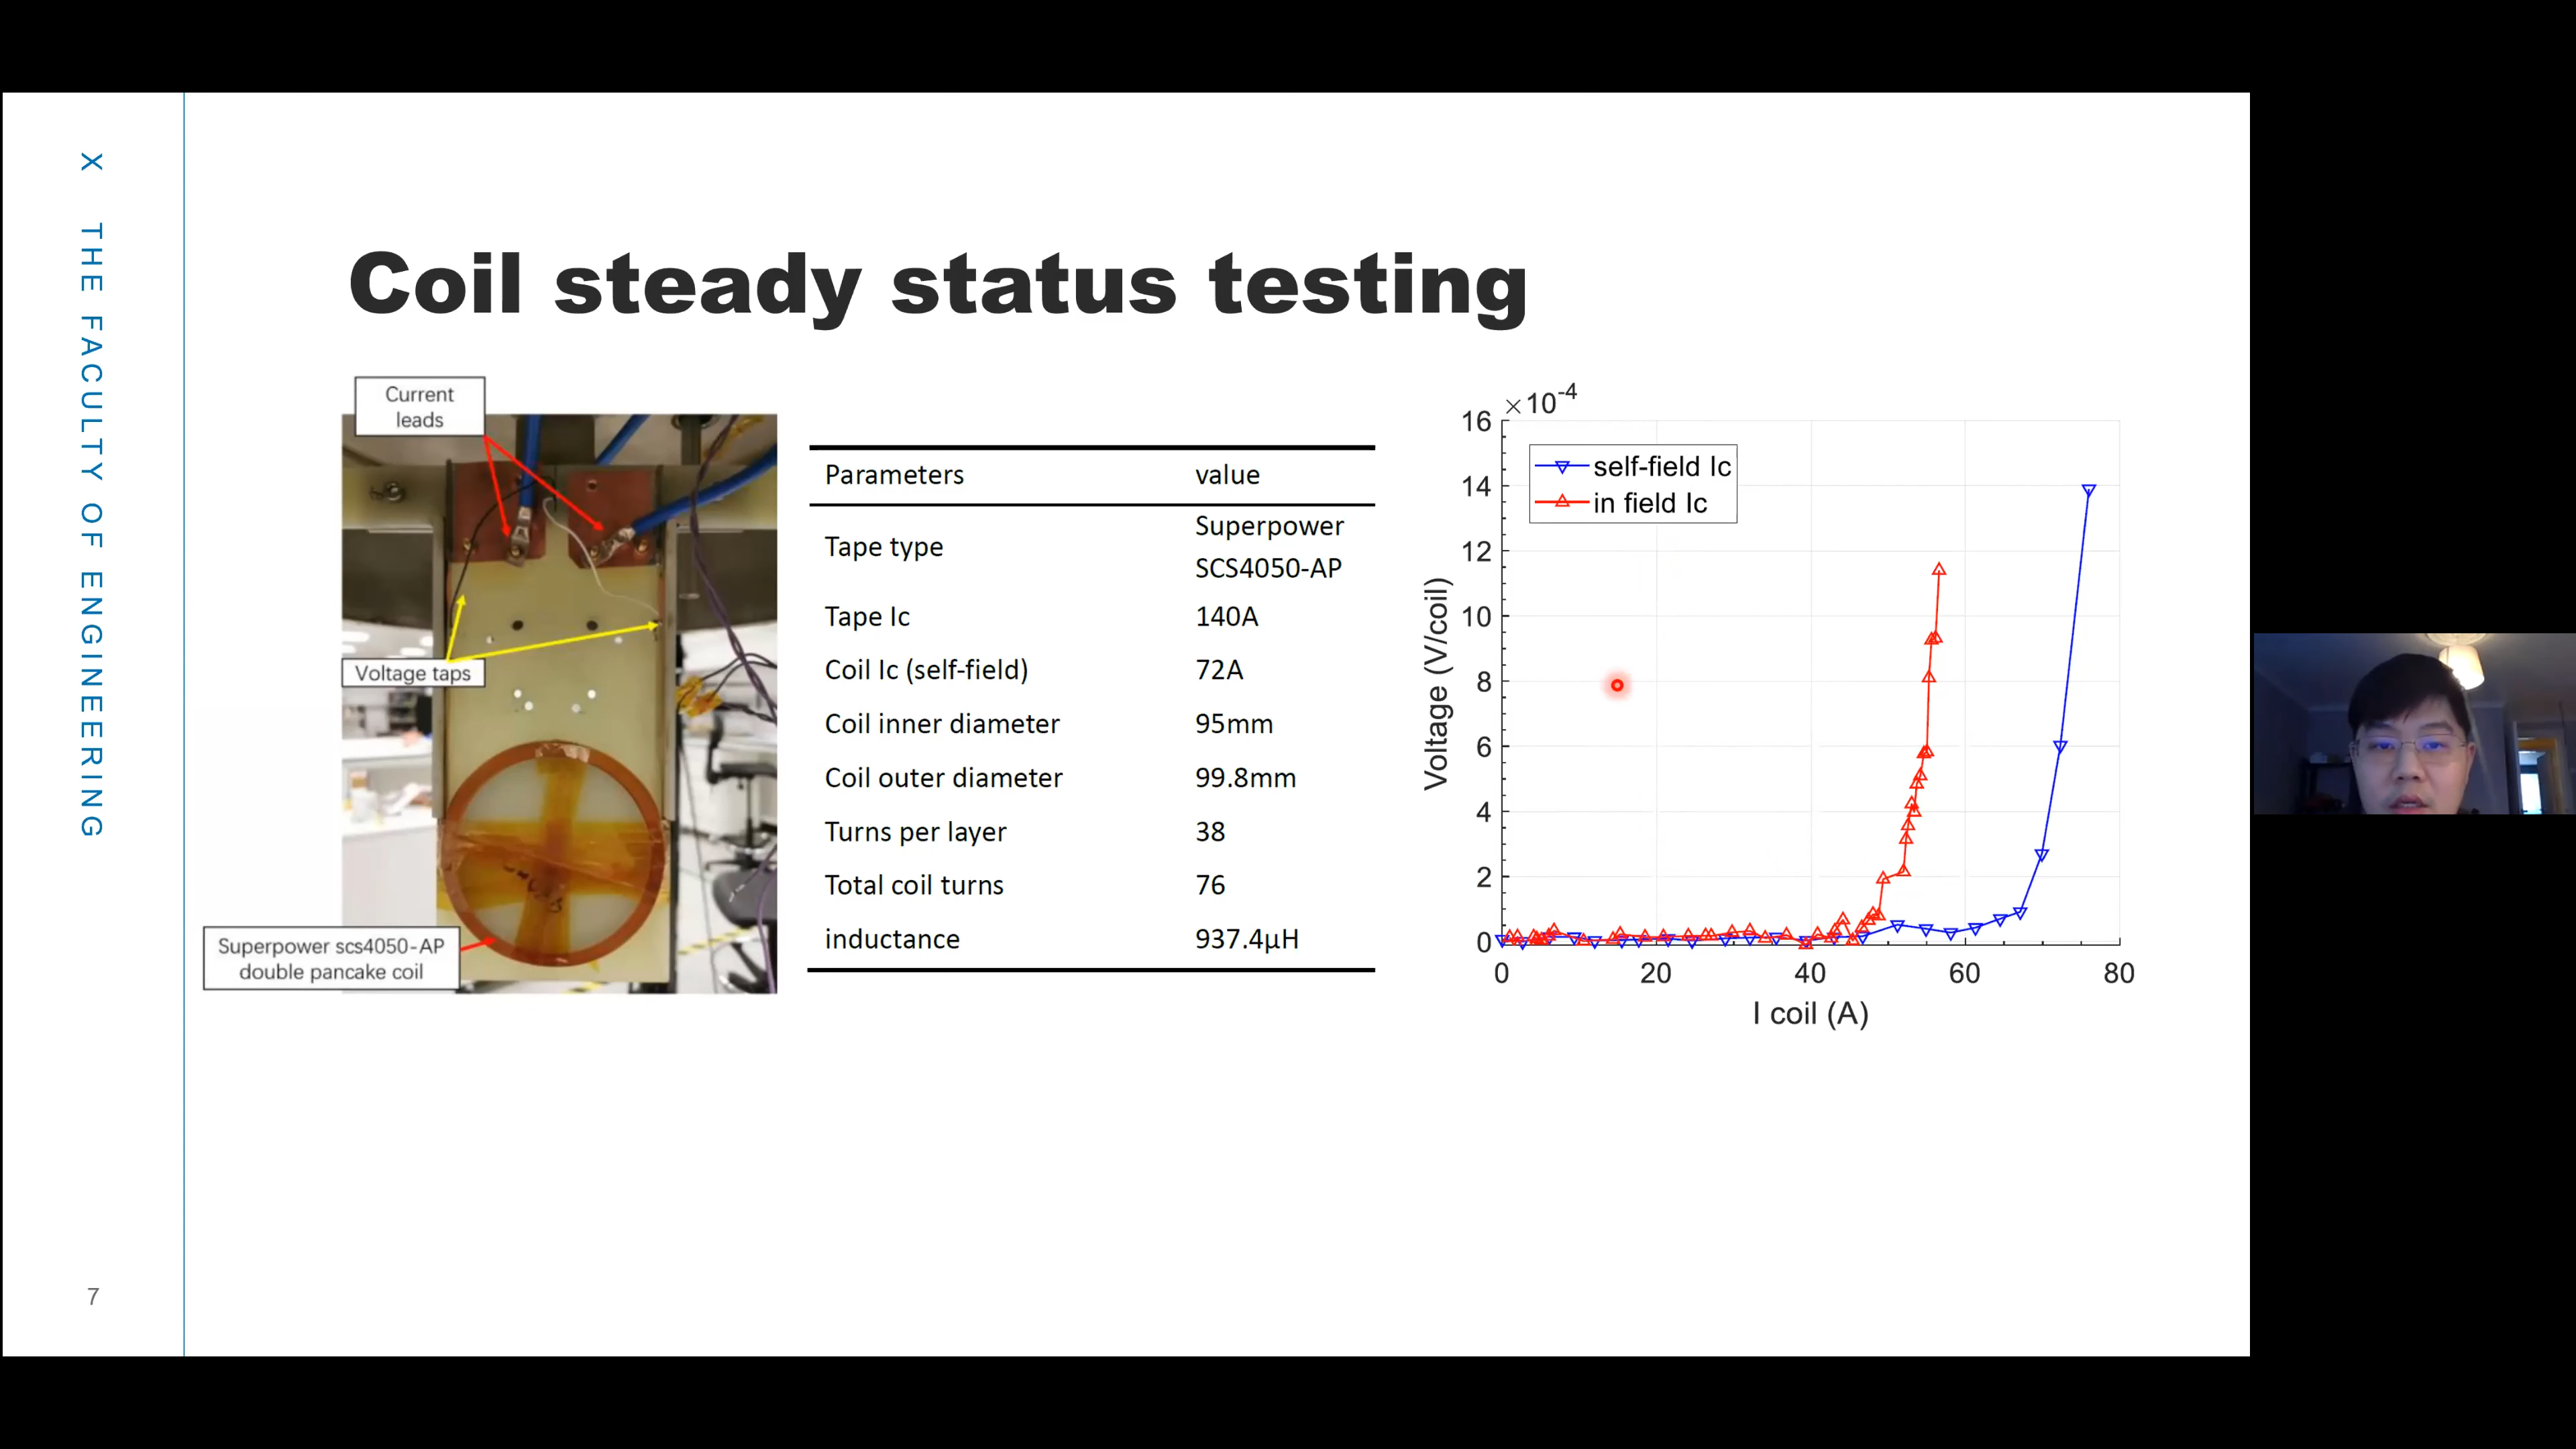 X THE FACULTY OF ENGINEERING
Coil steady status testing
Current
leads
Voltage taps
Superpower scs4050-AP
double pancake coil
Parameters value
Tape type Superpower
SCS4050-AP
Tape Ic 140A
Coil Ic (self-field) 72A
Coil inner diameter 95mm
Coil outer diameter 99.8mm
Turns per layer 38
Total coil turns 76
inductance 937.4μH
×10-4
16
14
12
10
8
6
4
2
0
Voltage (V/coil)
self-field Ic
in field Ic
0 20 40 60 80
I coil (A)
7